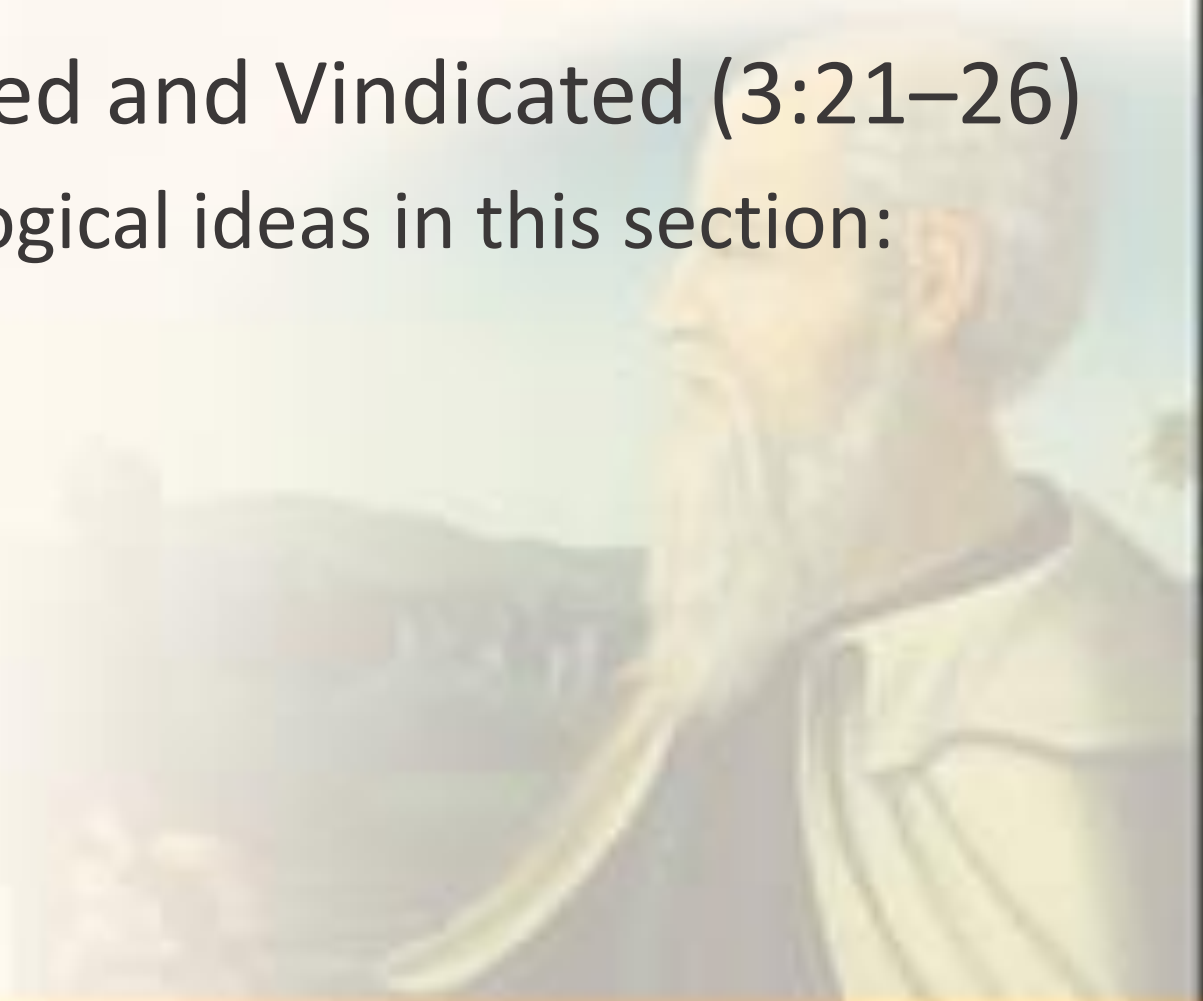 ed and Vindicated (3:21–26)
ogical ideas in this section: